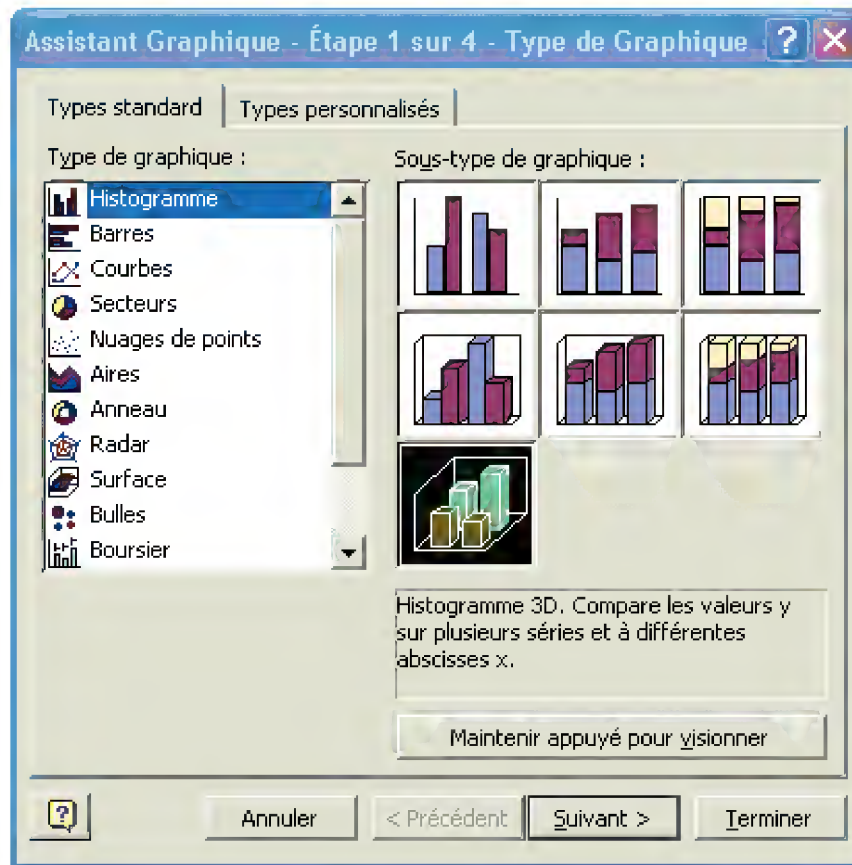 Assistant Graphique - Étape 1 sur 4 - Type de Graphique
Types standard
Types personnalisés
Type de graphique :
Histogramme
Barres
Courbes
Secteurs
Nuages de points
Aires
Anneau
Radar
Surface
Bulles
Boursier
Sous-type de graphique :
Histogramme 3D. Compare les valeurs y
sur plusieurs séries et à différentes
abscisses x.
Maintenir appuyé pour visionner
Annuler
< Précédent
Suivant >
Terminer